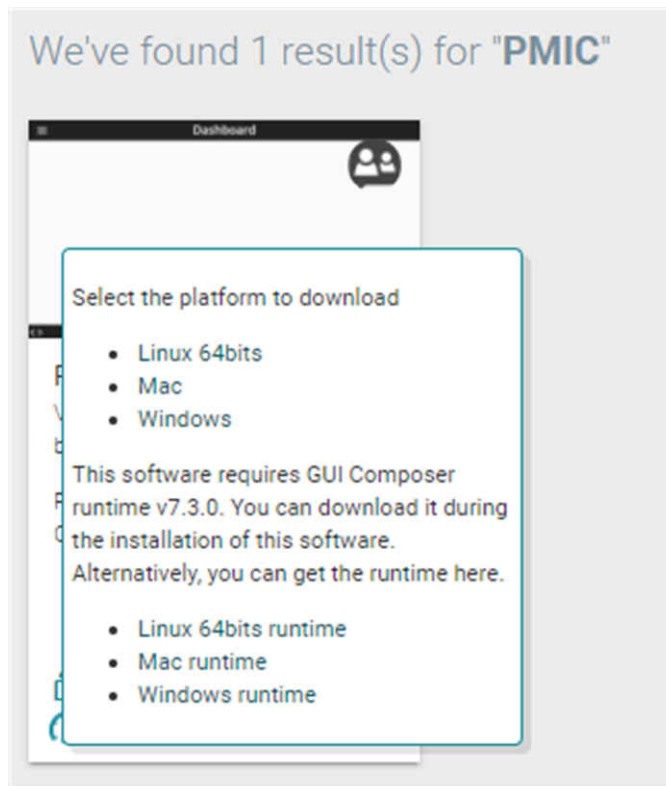 We've found 1 result(s) for "PMIC"
Dashboard
Select the platform to download
Linux 64bits
Mac
Windows
This software requires GUI Composer
runtime v7.3.0. You can download it during
the installation of this software.
Alternatively, you can get the runtime here.
Linux 64bits runtime
Mac runtime
Windows runtime